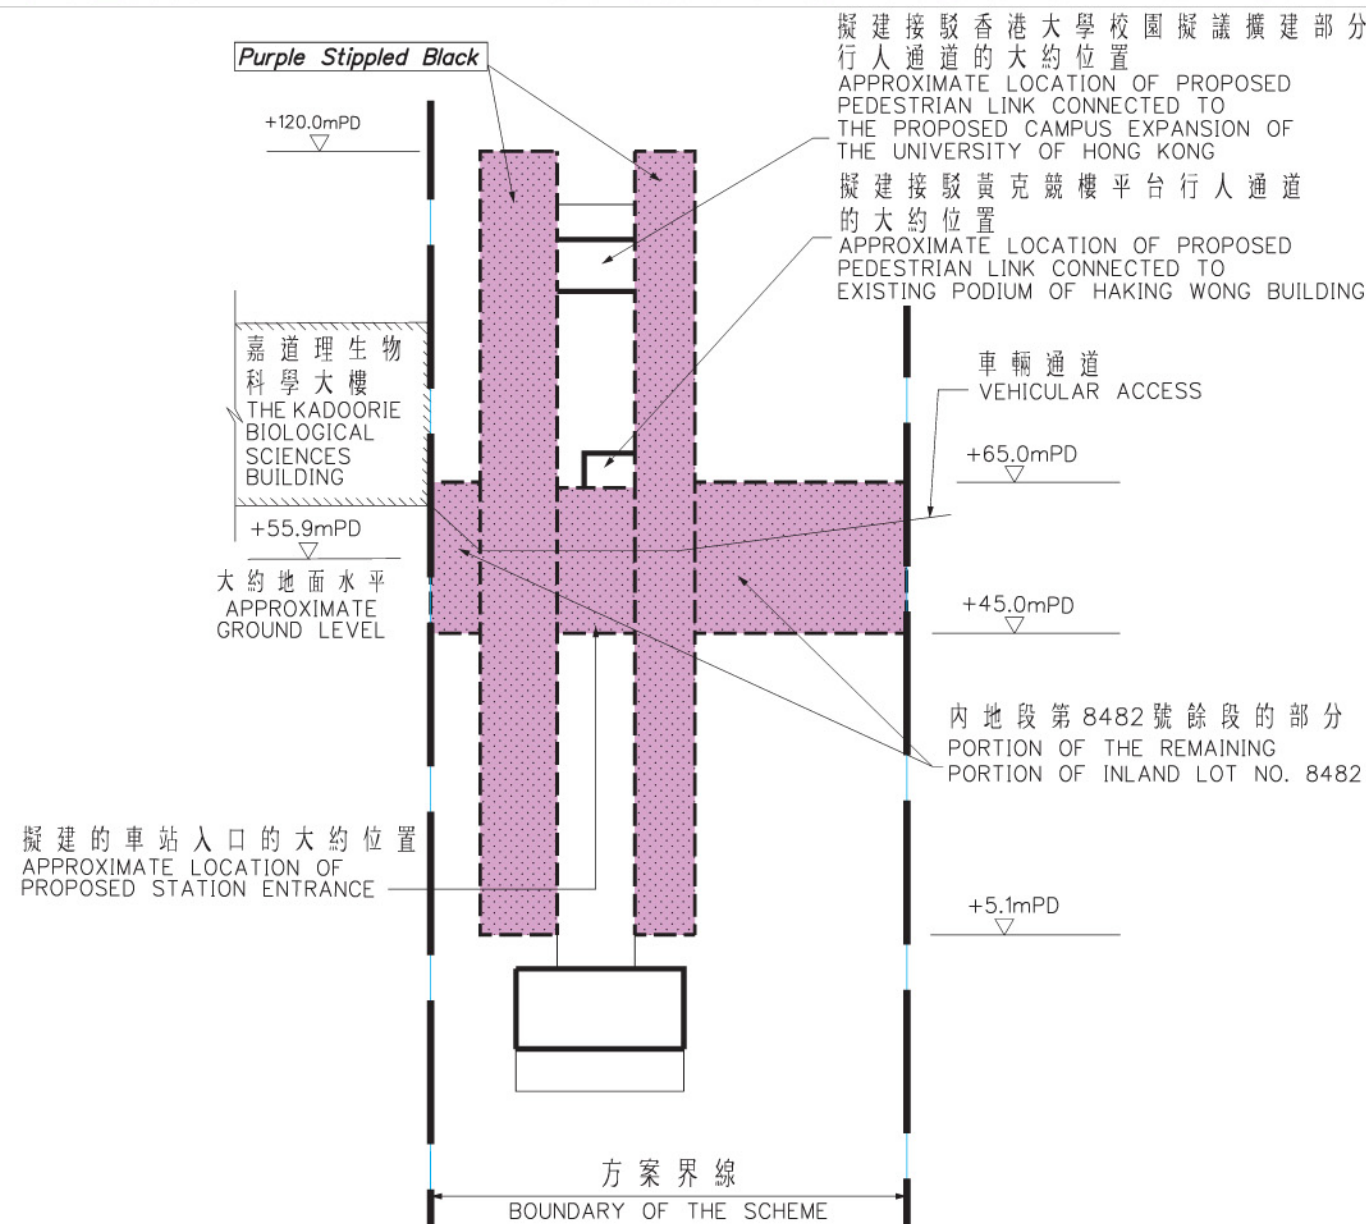 擬建接駁香港大學校園擬議擴建部分
行人通道的大約位置
APPROXIMATE LOCATION OF PROPOSED
PEDESTRIAN LINK CONNECTED TO
THE PROPOSED CAMPUS EXPANSION OF
THE UNIVERSITY OF HONG KONG
Purple Stippled Black
+120.0mPD
擬建接駁黃克競樓平台行人通道
的大約位置
APPROXIMATE LOCATION OF PROPOSED
PEDESTRIAN LINK CONNECTED TO
EXISTING PODIUM OF HAKING WONG BUILDING
嘉道理生物
科學大樓
THE KADOORIE
BIOLOGICAL
SCIENCES
BUILDING
車輛通道
VEHICULAR ACCESS
+65.0mPD
+55.9mPD
大約地面水平
APPROXIMATE
GROUND LEVEL
+45.0mPD
內地段第8482號餘段的部分
PORTION OF THE REMAINING
PORTION OF INLAND LOT NO. 8482
擬建的車站入口的大約位置
APPROXIMATE LOCATION OF
PROPOSED STATION ENTRANCE
+5.1mPD
方案界線
BOUNDARY OF THE SCHEME